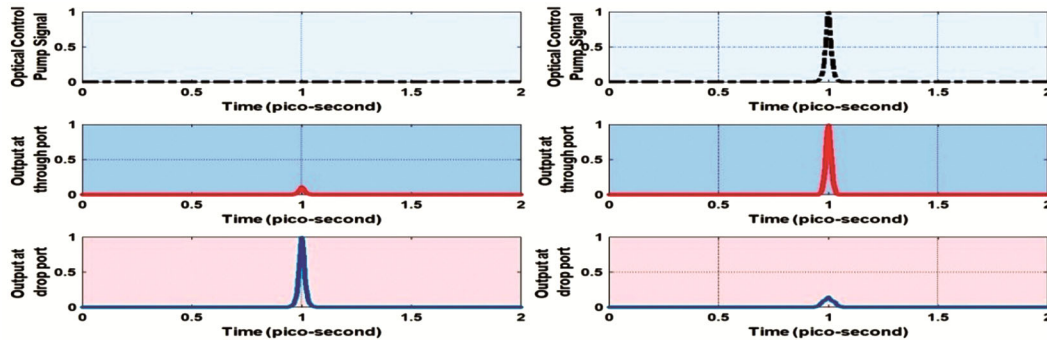 Optical Control
Pump Signal
1
0.5
0
0
0.5
1
1.5
2
Time (pico-second)
Output at
through port
1
0.5
0
0
0.5
1
1.5
2
Time (pico-second)
Output at
drop port
1
0.5
0
0
0.5
1
1.5
2
Time (pico-second)
Optical Control
Pump Signal
1
0.5
0
0
0.5
1
1.5
2
Time (pico-second)
Output at
through port
1
0.5
0
0
0.5
1
1.5
2
Time (pico-second)
Output at
drop port
1
0.5
0
0
0.5
1
1.5
2
Time (pico-second)